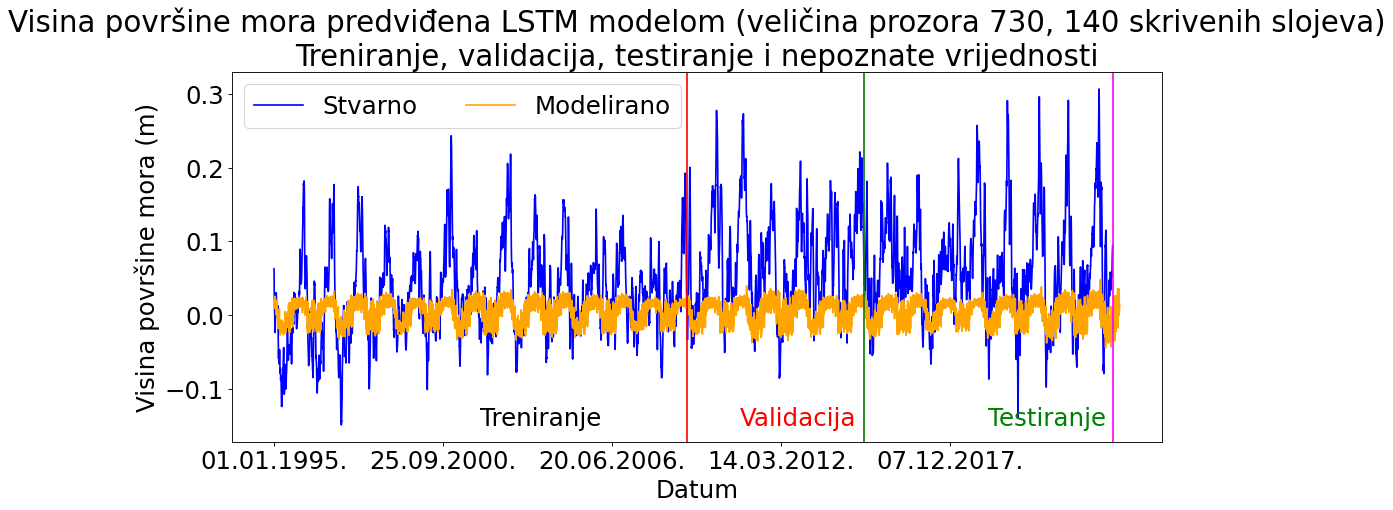 Visina površine mora predviđena LSTM modelom (veličina prozora 730, 140 skrivenih slojeva)
Treniranje, validacija, testiranje i nepoznate vrijednosti
Stvarno
Modelirano
Visina površine mora (m)
0.3
0.2
0.1
0.0
−0.1
Treniranje
Validacija
Testiranje
01.01.1995.
25.09.2000.
20.06.2006.
14.03.2012.
07.12.2017.
Datum